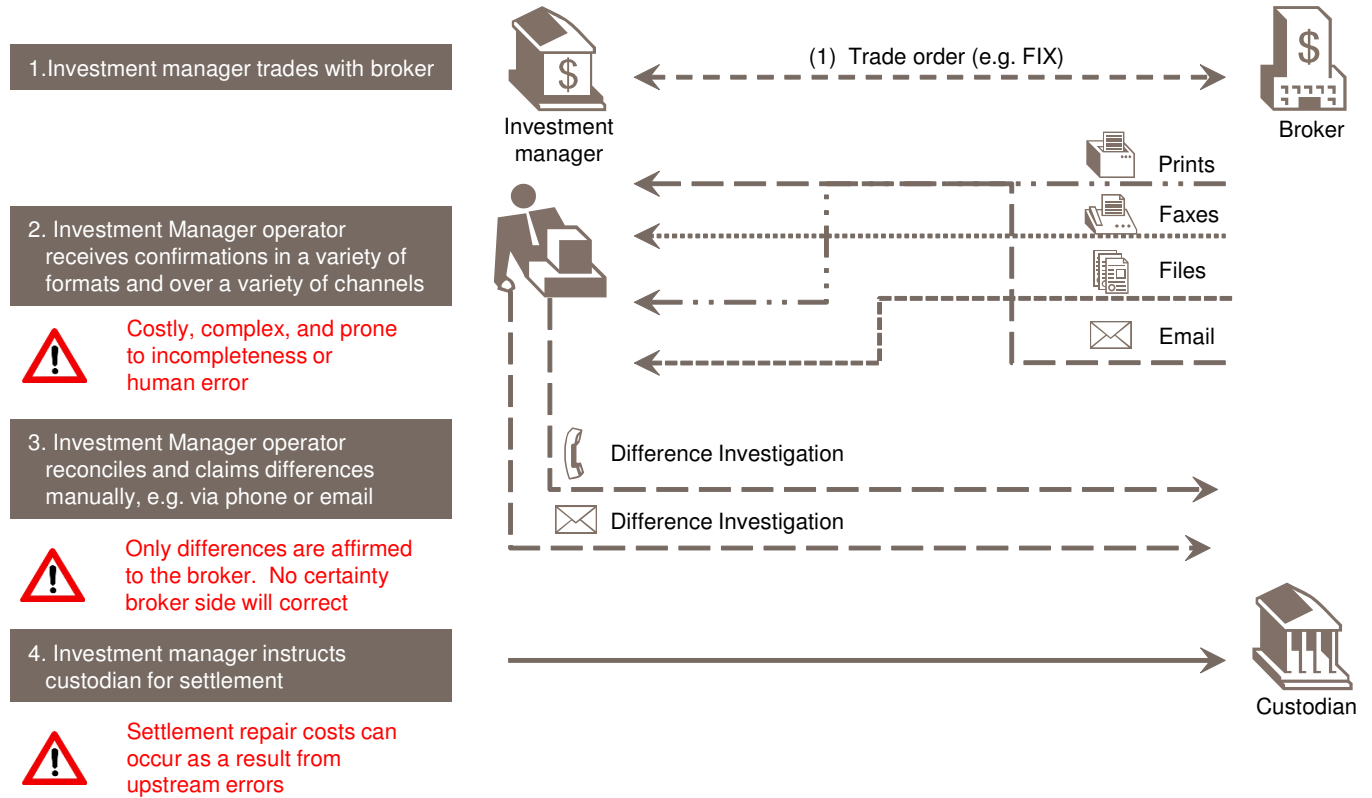 1.Investment manager trades with broker
(1) Trade order (e.g. FIX)
$
$
Investment
manager
Broker
2. Investment Manager operator
receives confirmations in a variety of
formats and over a variety of channels
Prints
Faxes
Files
Email
Costly, complex, and prone
to incompleteness or
human error
3. Investment Manager operator
reconciles and claims differences
manually, e.g. via phone or email
Difference Investigation
Difference Investigation
Only differences are affirmed
to the broker. No certainty
broker side will correct
4. Investment manager instructs
custodian for settlement
Custodian
Settlement repair costs can
occur as a result from
upstream errors